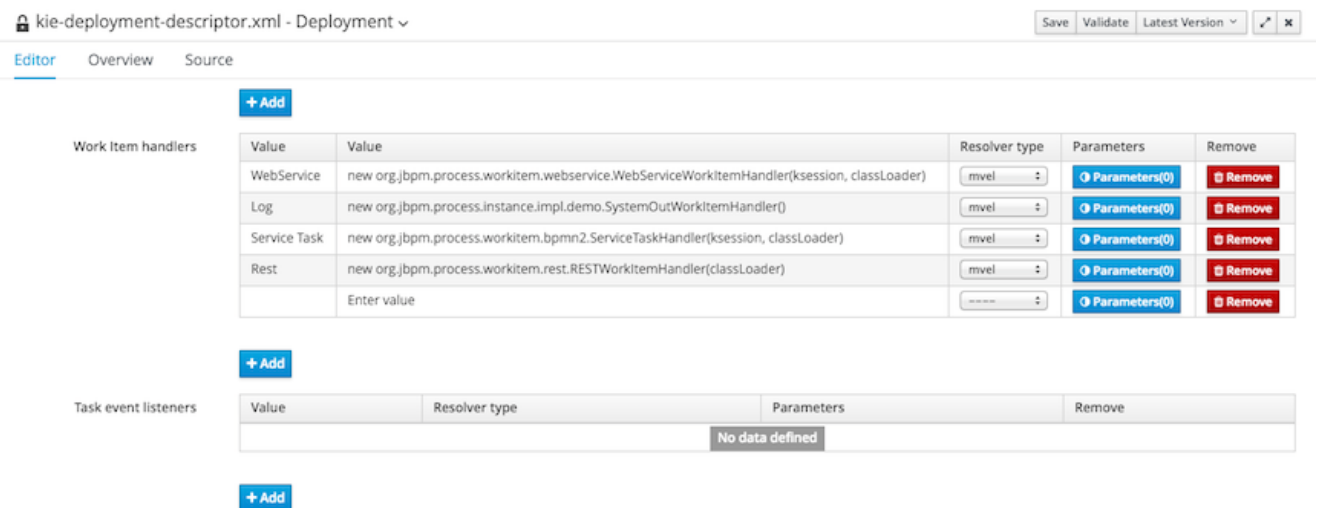 kie-deployment-descriptor.xml - Deployment
Save Validate Latest Version
Editor Overview Source
+ Add
Work Item handlers
Value Value Resolver type Parameters Remove
WebService new org.jbpm.process.workitem.webservice.WebServiceWorkItemHandler(ksession, classLoader) mvel Parameters(0) Remove
Log new org.jbpm.process.instance.impl.demo.SystemOutWorkItemHandler() mvel Parameters(0) Remove
Service Task new org.jbpm.process.workitem.bpmn2.ServiceTaskHandler(ksession, classLoader) mvel Parameters(0) Remove
Rest new org.jbpm.process.workitem.rest.RESTWorkItemHandler(classLoader) mvel Parameters(0) Remove
Enter value ---- Parameters(0) Remove
+ Add
Task event listeners
Value Resolver type Parameters Remove
No data defined
+ Add